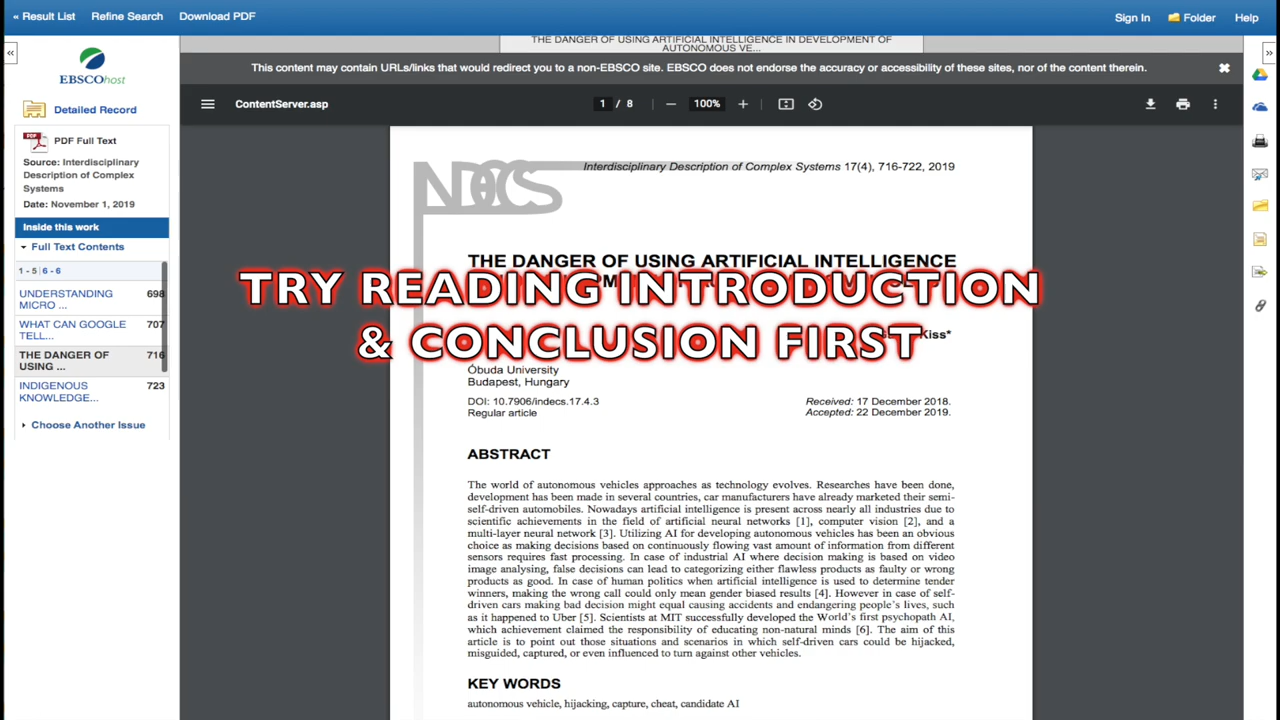 « Result List Refine Search Download PDF Sign In Folder Help
THE DANGER OF USING ARTIFICIAL INTELLIGENCE IN DEVELOPMENT OF
AUTONOMOUS VE...
« »
EBSCOhost
This content may contain URLs/links that would redirect you to a non-EBSCO site. EBSCO does not endorse the accuracy or accessibility of these sites, nor of the content therein.
Detailed Record
PDF Full Text
Source: Interdisciplinary
Description of Complex
Systems
Date: November 1, 2019
Inside this work
Full Text Contents
1 - 5 | 6 - 6
UNDERSTANDING 698
MICRO ...
WHAT CAN GOOGLE 707
TELL...
THE DANGER OF 716
USING ...
INDIGENOUS 723
KNOWLEDGE...
Choose Another Issue
ContentServer.asp 1 / 8 100%
INDECS
Interdisciplinary Description of Complex Systems 17(4), 716-722, 2019
THE DANGER OF USING ARTIFICIAL INTELLIGENCE
TRY READING INTRODUCTION
& CONCLUSION FIRST
Kiss*
Óbuda University
Budapest, Hungary
DOI: 10.7906/indecs.17.4.3 Received: 17 December 2018.
Regular article Accepted: 22 December 2019.
ABSTRACT
The world of autonomous vehicles approaches as technology evolves. Researches have been done,
development has been made in several countries, car manufacturers have already marketed their semi-
self-driven automobiles. Nowadays artificial intelligence is present across nearly all industries due to
scientific achievements in the field of artificial neural networks [1], computer vision [2], and a
multi-layer neural network [3]. Utilizing AI for developing autonomous vehicles has been an obvious
choice as making decisions based on continuously flowing vast amount of information from different
sensors requires fast processing. In case of industrial AI where decision making is based on video
image analysing, false decisions can lead to categorizing either flawless products as faulty or wrong
products as good. In case of human politics when artificial intelligence is used to determine tender
winners, making the wrong call could only mean gender biased results [4]. However in case of self-
driven cars making bad decision might equal causing accidents and endangering people's lives, such
as it happened to Uber [5]. Scientists at MIT successfully developed the World's first psychopath AI,
which achievement claimed the responsibility of educating non-natural minds [6]. The aim of this
article is to point out those situations and scenarios in which self-driven cars could be hijacked,
misguided, captured, or even influenced to turn against other vehicles.
KEY WORDS
autonomous vehicle, hijacking, capture, cheat, candidate AI